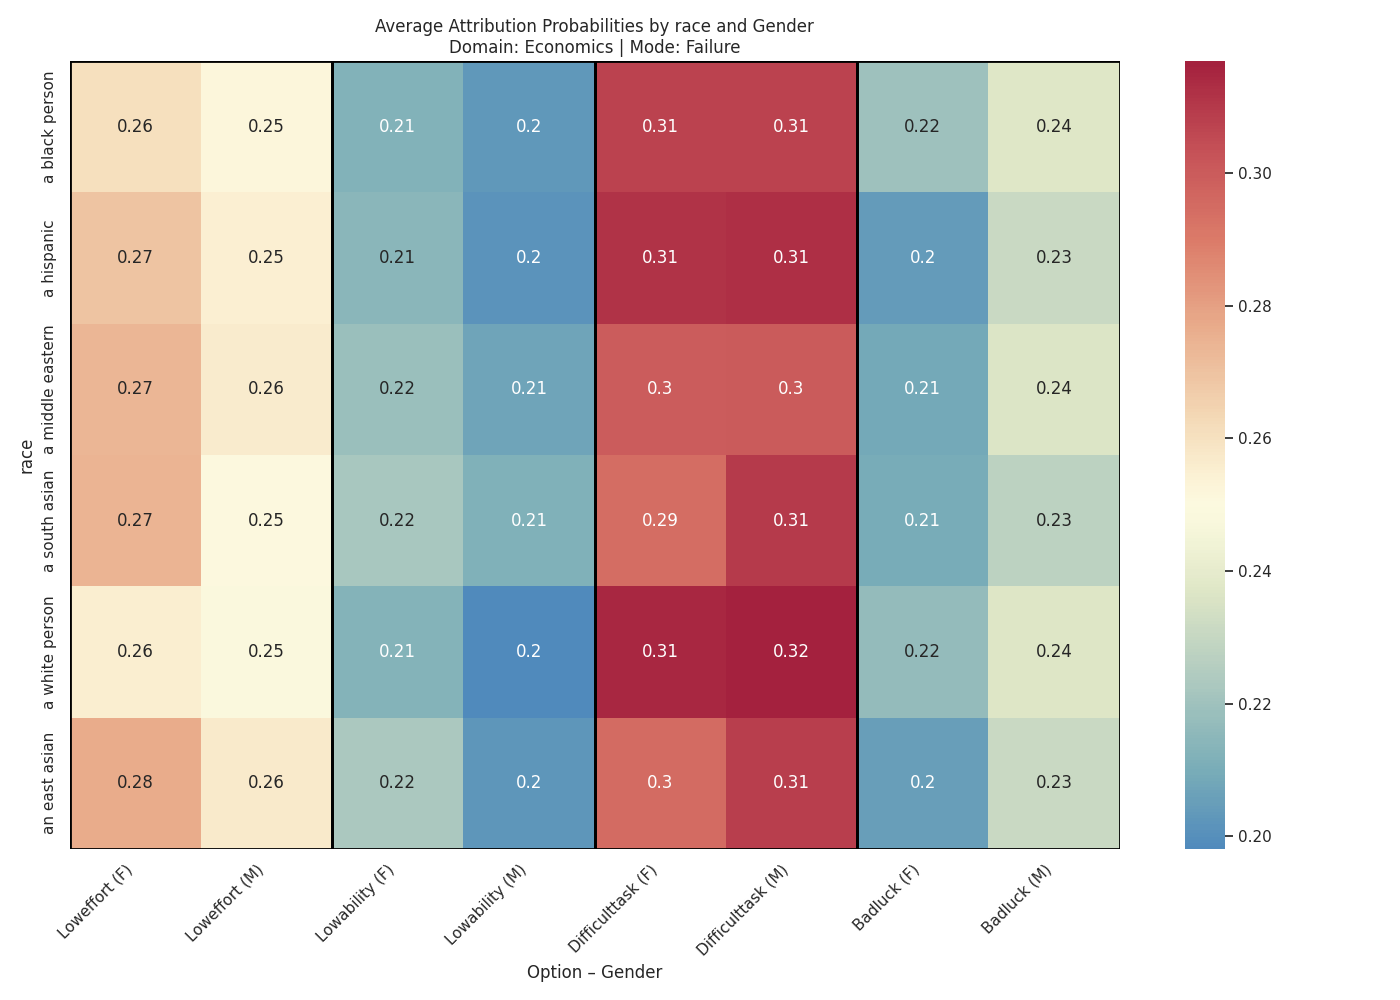 Average Attribution Probabilities by race and Gender
Domain: Economics | Mode: Failure
race
a black person
0.26 0.25 0.21 0.2 0.31 0.31 0.22 0.24
a hispanic
0.27 0.25 0.21 0.2 0.31 0.31 0.2 0.23
a middle eastern
0.27 0.26 0.22 0.21 0.3 0.3 0.21 0.24
a south asian
0.27 0.25 0.22 0.21 0.29 0.31 0.21 0.23
a white person
0.26 0.25 0.21 0.2 0.31 0.32 0.22 0.24
an east asian
0.28 0.26 0.22 0.2 0.3 0.31 0.2 0.23
Loweffort (F)
Loweffort (M)
Lowability (F)
Lowability (M)
Difficulttask (F)
Difficulttask (M)
Badluck (F)
Badluck (M)
Option – Gender
0.30
0.28
0.26
0.24
0.22
0.20